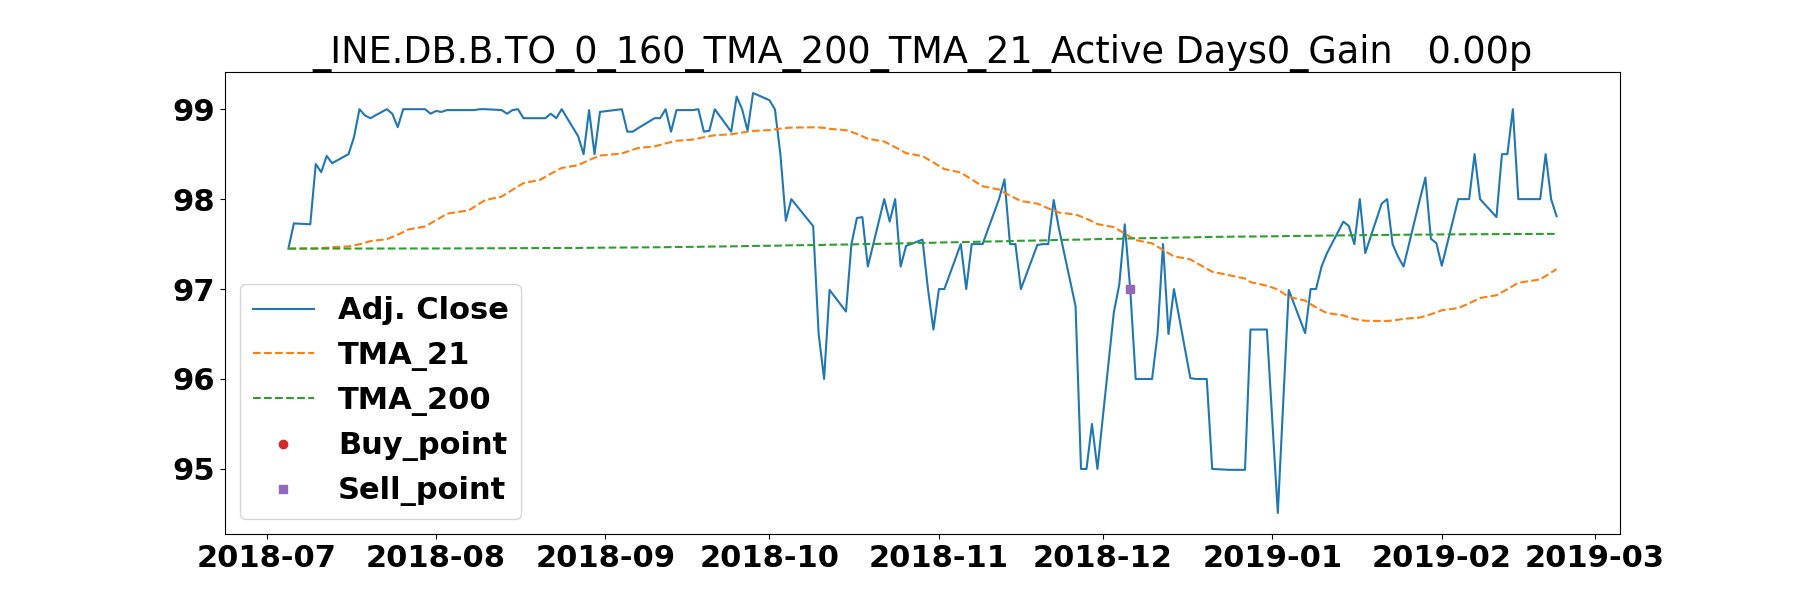 _INE.DB.B.TO_0_160_TMA_200_TMA_21_Active Days0_Gain   0.00p
99
98
97
96
95
Adj. Close
TMA_21
TMA_200
Buy_point
Sell_point
2018-07 2018-08 2018-09 2018-10 2018-11 2018-12 2019-01 2019-02 2019-03